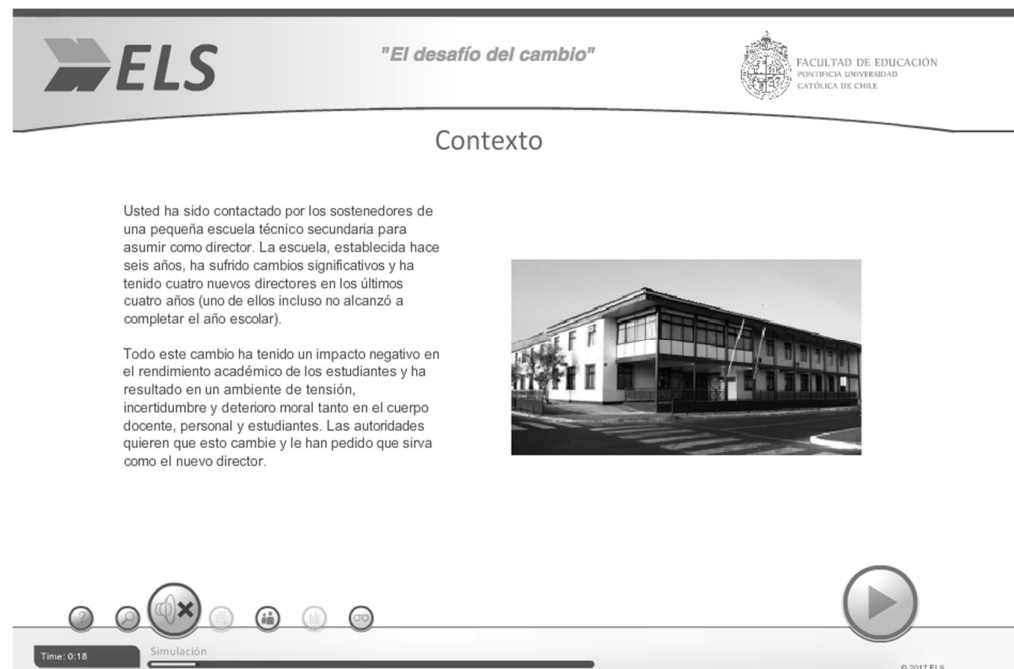 ELS
"El desafío del cambio"
FACULTAD DE EDUCACIÓN
PONTIFICIA UNIVERSIDAD
CATÓLICA DE CHILE
Contexto
Usted ha sido contactado por los sostenedores de
una pequeña escuela técnico secundaria para
asumir como director. La escuela, establecida hace
seis años, ha sufrido cambios significativos y ha
tenido cuatro nuevos directores en los últimos
cuatro años (uno de ellos incluso no alcanzó a
completar el año escolar).
Todo este cambio ha tenido un impacto negativo en
el rendimiento académico de los estudiantes y ha
resultado en un ambiente de tensión,
incertidumbre y deterioro moral tanto en el cuerpo
docente, personal y estudiantes. Las autoridades
quieren que esto cambie y le han pedido que sirva
como el nuevo director.
?
Time: 0:18
Simulación
© 2017 ELS